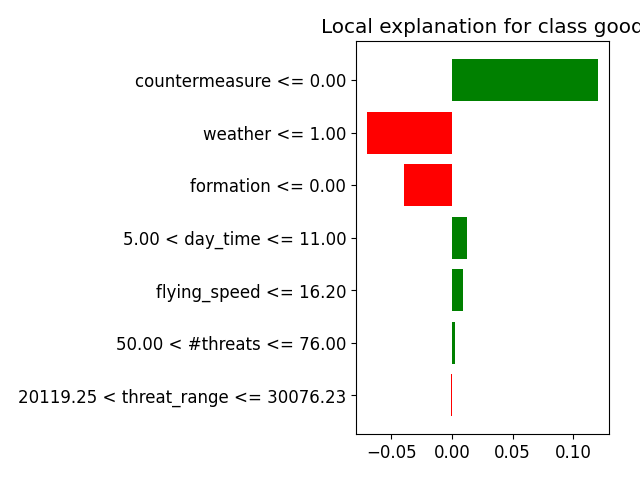 Local explanation for class good
countermeasure <= 0.00
weather <= 1.00
formation <= 0.00
5.00 < day_time <= 11.00
flying_speed <= 16.20
50.00 < #threats <= 76.00
20119.25 < threat_range <= 30076.23
−0.05 0.00 0.05 0.10